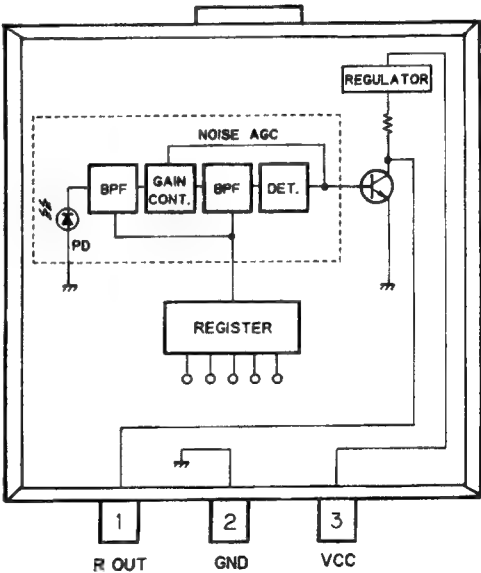 REGULATOR
NOISE AGC
BPF
GAIN
CONT.
BPF
DET.
PD
REGISTER
1
2
3
R OUT
GND
VCC